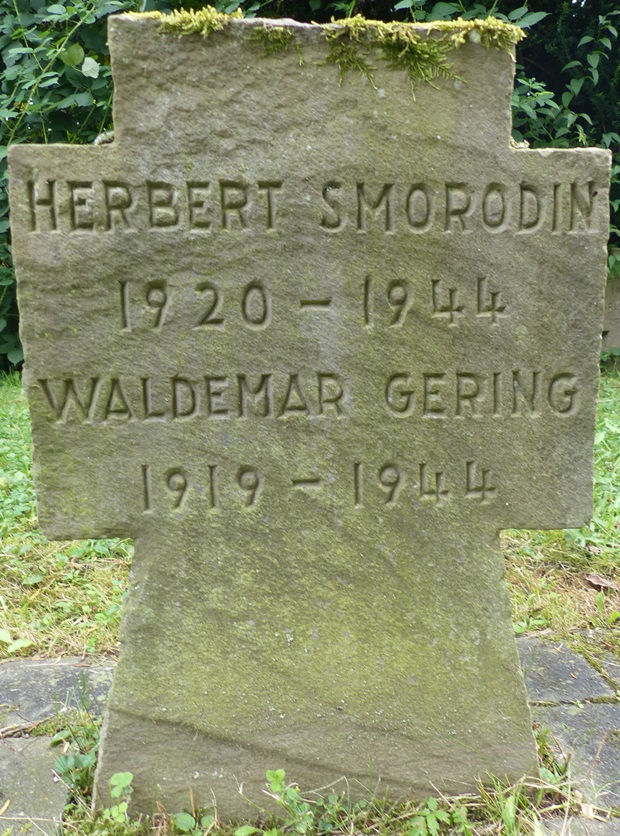 HERBERT SMORODIN
1920 – 1944
WALDEMAR GERING
1919 – 1944